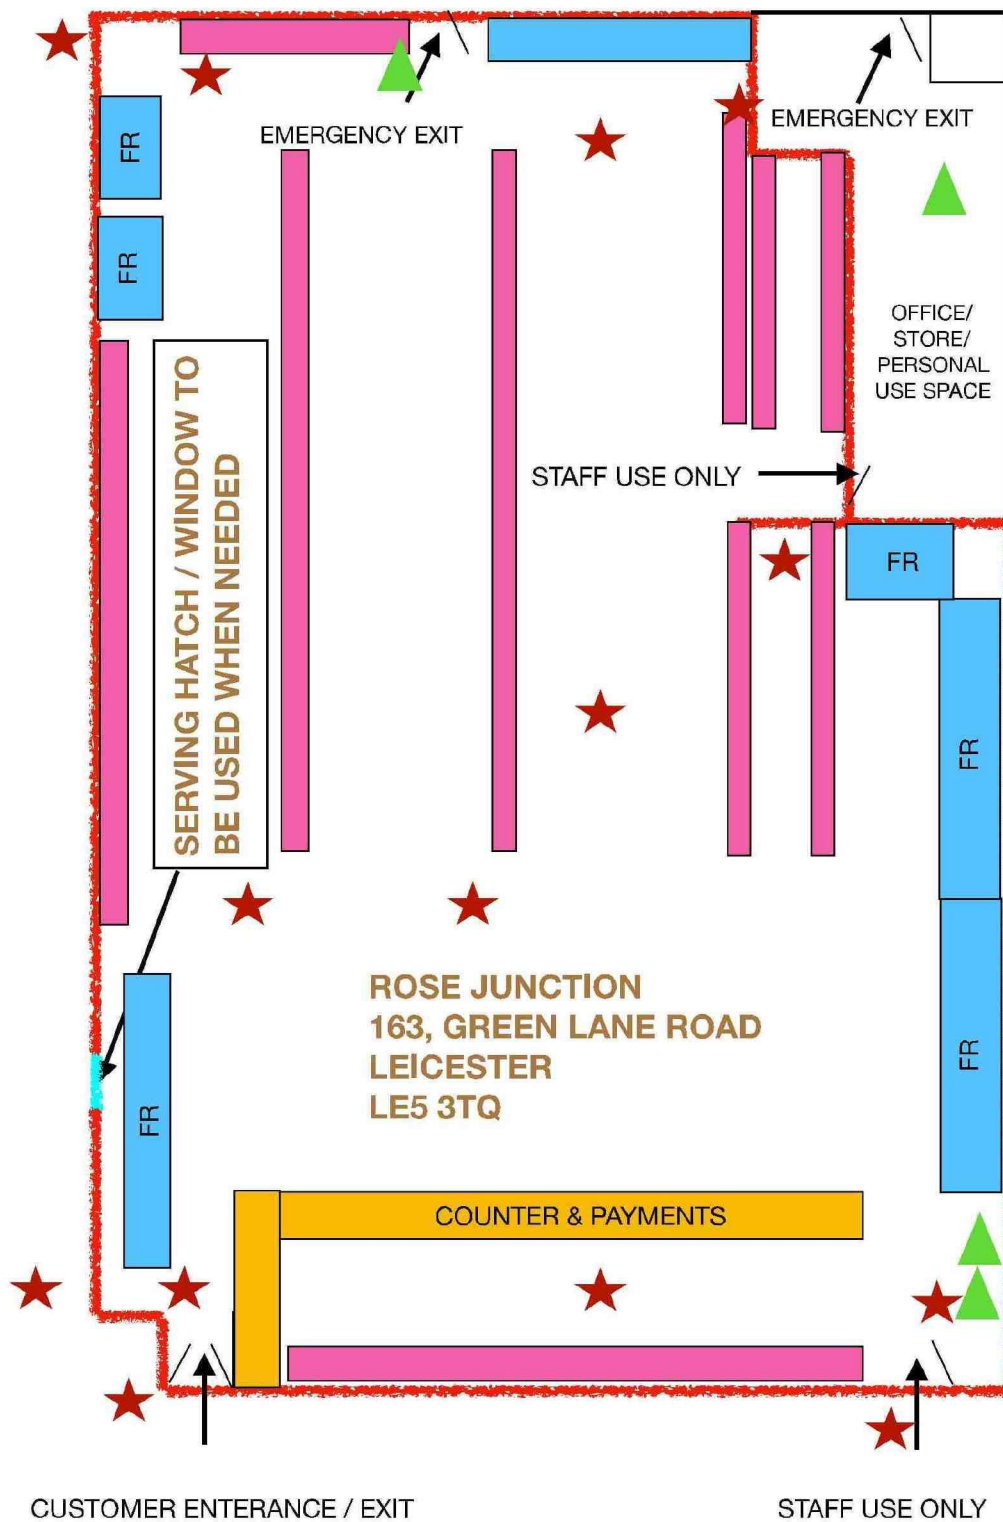 EMERGENCY EXIT
EMERGENCY EXIT
FR
FR
OFFICE/
STORE/
PERSONAL
USE SPACE
SERVING HATCH / WINDOW TO
BE USED WHEN NEEDED
STAFF USE ONLY
FR
FR
ROSE JUNCTION
163, GREEN LANE ROAD
LEICESTER
LE5 3TQ
FR
FR
COUNTER & PAYMENTS
CUSTOMER ENTERANCE / EXIT
STAFF USE ONLY